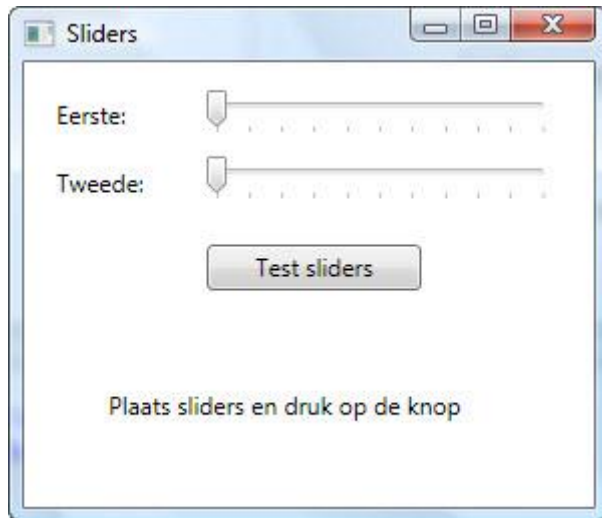 Sliders
Eerste:
Tweede:
Test sliders
Plaats sliders en druk op de knop